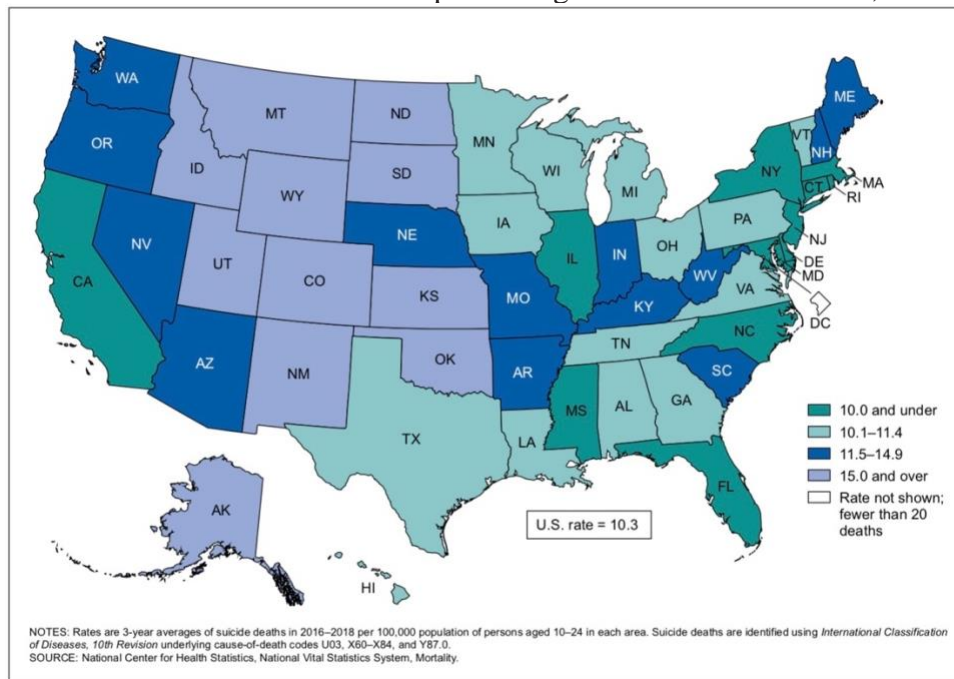 WA
MT
ND
MN
ME
OR
ID
SD
WI
VT
NH
NY
MA
WY
MI
CT
RI
NV
NE
IA
PA
CA
UT
CO
IL
IN
OH
NJ
DE
MD
KS
MO
WV
VA
KY
DC
AZ
NM
OK
AR
TN
NC
SC
MS
AL
GA
TX
LA
FL
AK
HI
10.0 and under
10.1–11.4
11.5–14.9
15.0 and over
Rate not shown;
fewer than 20
deaths
U.S. rate = 10.3
NOTES: Rates are 3-year averages of suicide deaths in 2016–2018 per 100,000 population of persons aged 10–24 in each area. Suicide deaths are identified using International Classification
of Diseases, 10th Revision underlying cause-of-death codes U03, X60–X84, and Y87.0.
SOURCE: National Center for Health Statistics, National Vital Statistics System, Mortality.